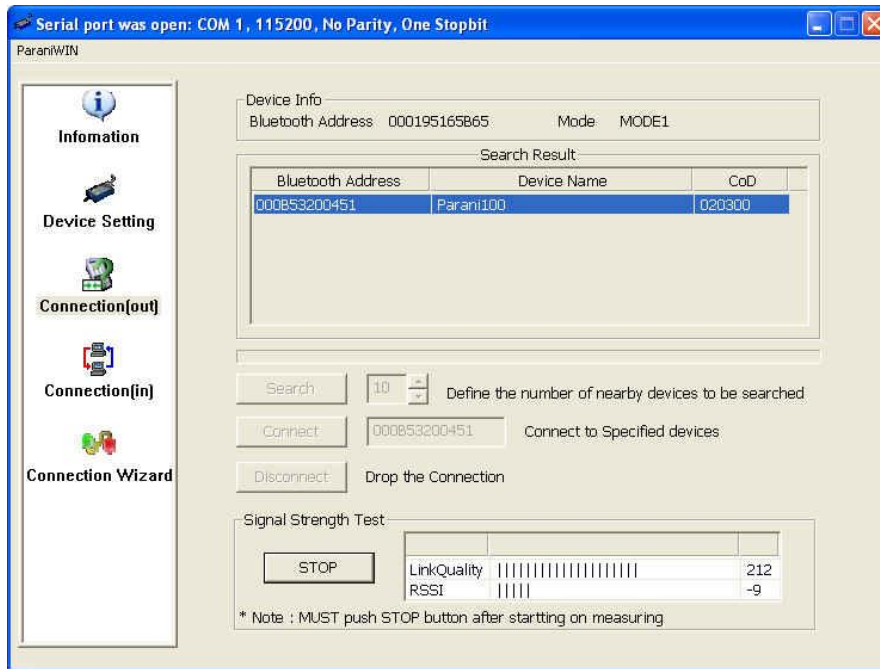 Serial port was open: COM 1, 115200, No Parity, One Stopbit
ParaniWIN
Infomation
Device Setting
Connection(out)
Connection(in)
Connection Wizard
Device Info
Bluetooth Address 000195165B65 Mode MODE1
Search Result
Bluetooth Address Device Name CoD
000B53200451 Parani100 020300
Search 10 Define the number of nearby devices to be searched
Connect 000B53200451 Connect to Specified devices
Disconnect Drop the Connection
Signal Strength Test
STOP
LinkQuality |||||||||||||||||||| 212
RSSI ||||| -9
* Note : MUST push STOP button after startting on measuring